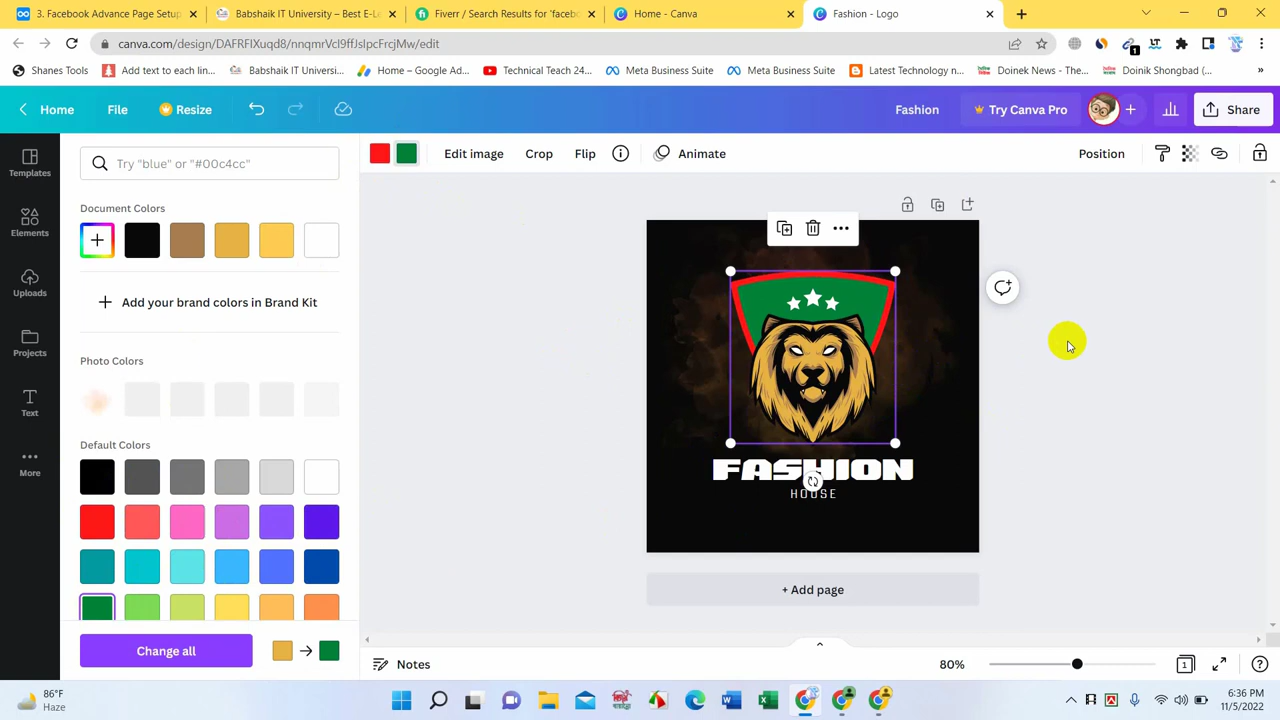 3. Facebook Advance Page Setup
Babshaik IT University – Best E-Le
Fiverr / Search Results for 'facebo
Home - Canva
Fashion - Logo
canva.com/design/DAFRFIXuqd8/nnqmrVcI9ffJsIpcFrcjMw/edit
1
Shanes Tools
Add text to each lin...
Babshaik IT Universi...
Home – Google Ad...
Technical Teach 24...
Meta Business Suite
Meta Business Suite
Latest Technology n...
Doinek News - The...
Doinik Shongbad (...
Home
File
Resize
Fashion
Try Canva Pro
Share
Templates
Elements
Uploads
Projects
Text
More
Try "blue" or "#00c4cc"
Document Colors
Add your brand colors in Brand Kit
Photo Colors
Default Colors
Change all
Edit image
Crop
Flip
Animate
Position
FASHION
HOUSE
+ Add page
Notes
80%
1
86°F
Haze
6:36 PM
11/5/2022